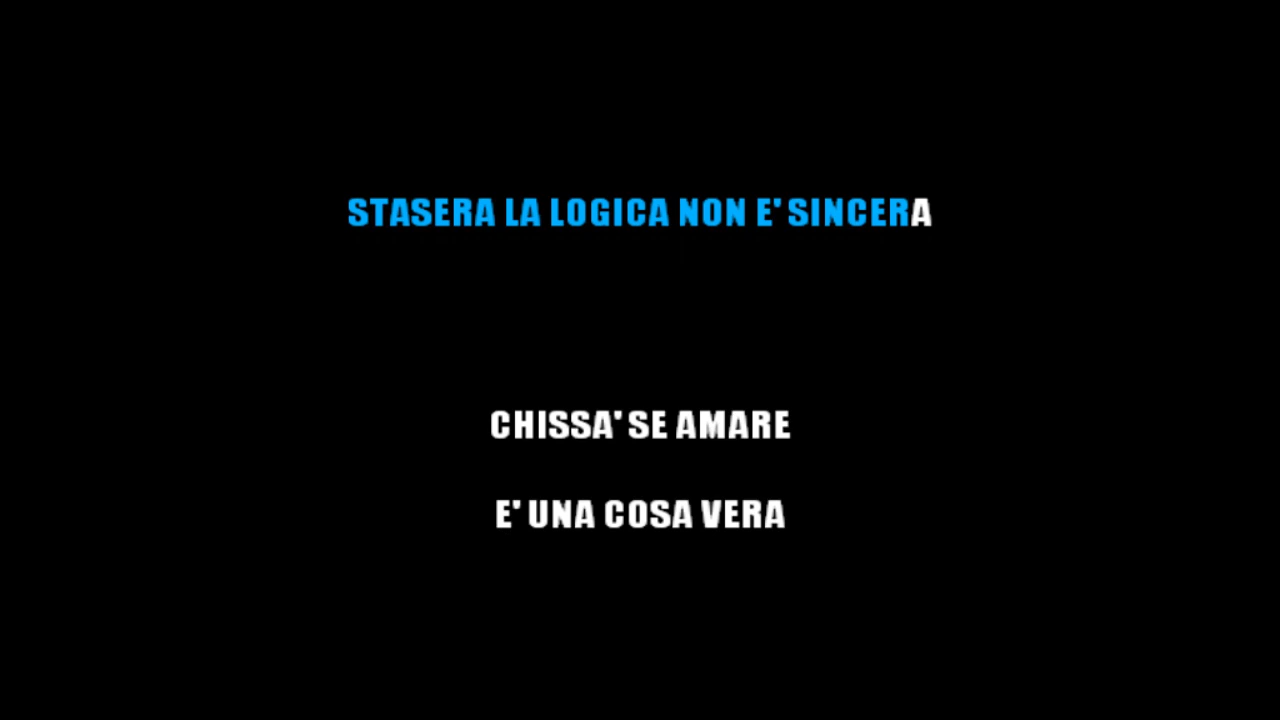 STASERA LA LOGICA NON E' SINCERA
CHISSA' SE AMARE
E' UNA COSA VERA